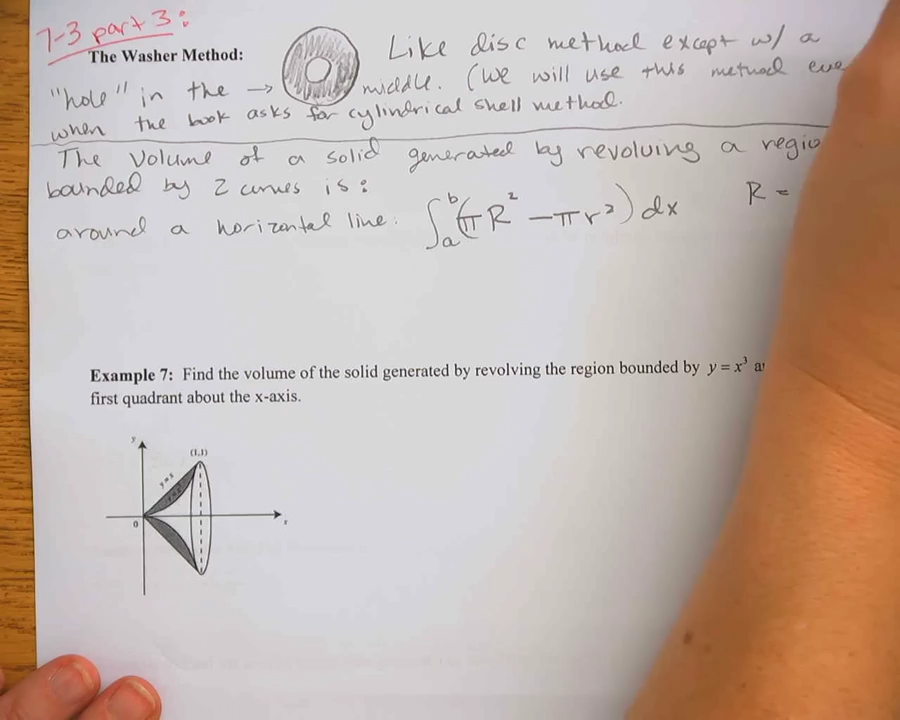 7-3 part 3:
The Washer Method:
Like disc method except w/ a
"hole" in the → middle. (We will use this method
when the book asks for cylindrical shell method.
The Volume of a solid generated by revolving a
bounded by 2 curves is:
around a horizontal line. ∫_a^b (πR² − πr²) dx R =
Example 7: Find the volume of the solid generated by revolving the region bounded by y = x³
first quadrant about the x-axis.
y
(1,1)
y = x
0
x